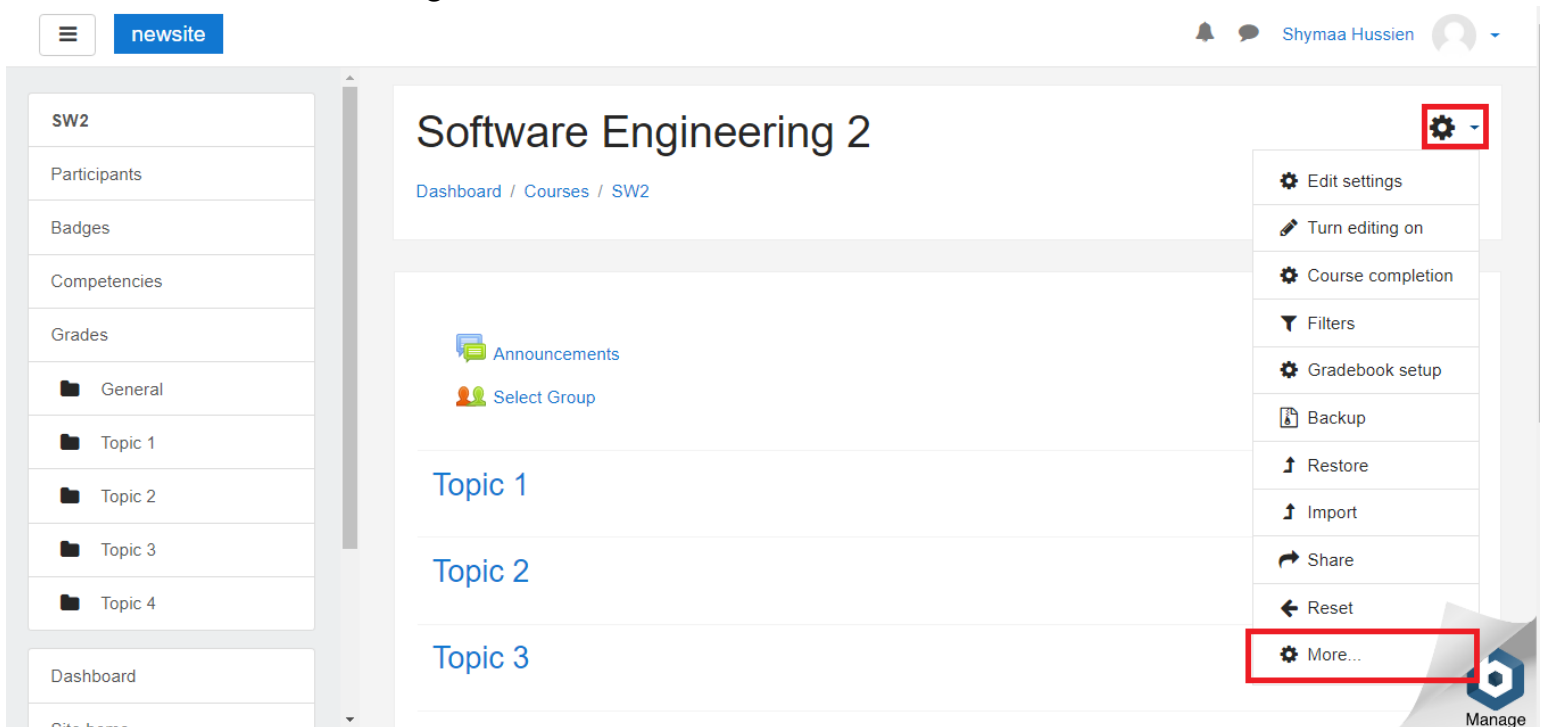 newsite
Shymaa Hussien
SW2
Participants
Badges
Competencies
Grades
General
Topic 1
Topic 2
Topic 3
Topic 4
Dashboard
Software Engineering 2
Dashboard / Courses / SW2
Announcements
Select Group
Topic 1
Topic 2
Topic 3
Edit settings
Turn editing on
Course completion
Filters
Gradebook setup
Backup
Restore
Import
Share
Reset
More...
Manage